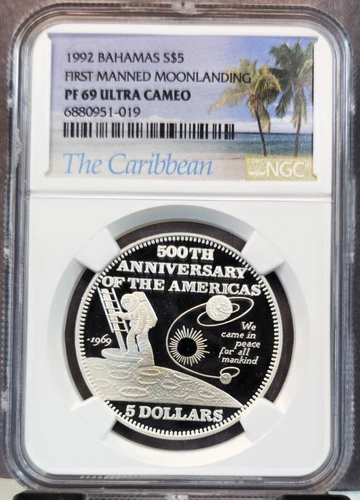 1992 BAHAMAS S$5
FIRST MANNED MOONLANDING
PF 69 ULTRA CAMEO
6880951-019
The Caribbean
NGC
500TH
ANNIVERSARY
OF THE AMERICAS
-1969
We
came in
peace
for all
mankind
5 DOLLARS